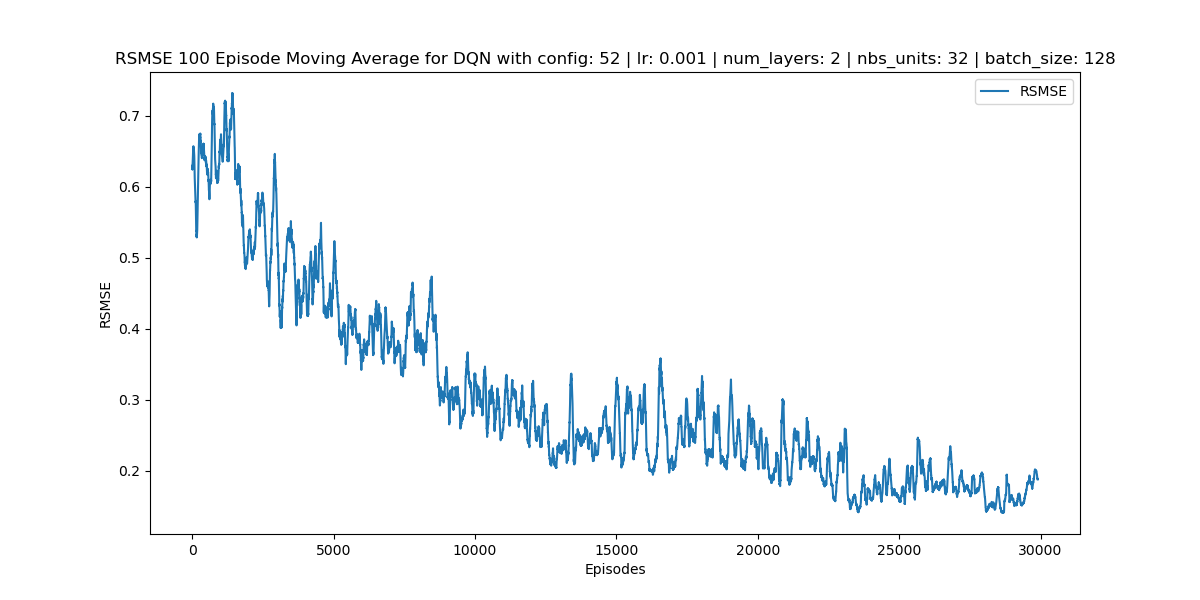 RSMSE 100 Episode Moving Average for DQN with config: 52 | lr: 0.001 | num_layers: 2 | nbs_units: 32 | batch_size: 128
RSMSE
0.7
0.6
0.5
0.4
0.3
0.2
RSMSE
0 5000 10000 15000 20000 25000 30000
Episodes